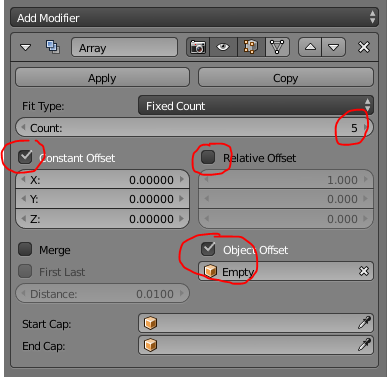 Add Modifier
Array
Apply Copy
Fit Type: Fixed Count
Count: 5
Constant Offset Relative Offset
X: 0.00000 1.000
Y: 0.00000 0.000
Z: 0.00000 0.000
Merge Object Offset
First Last Empty
Distance: 0.0100
Start Cap:
End Cap: